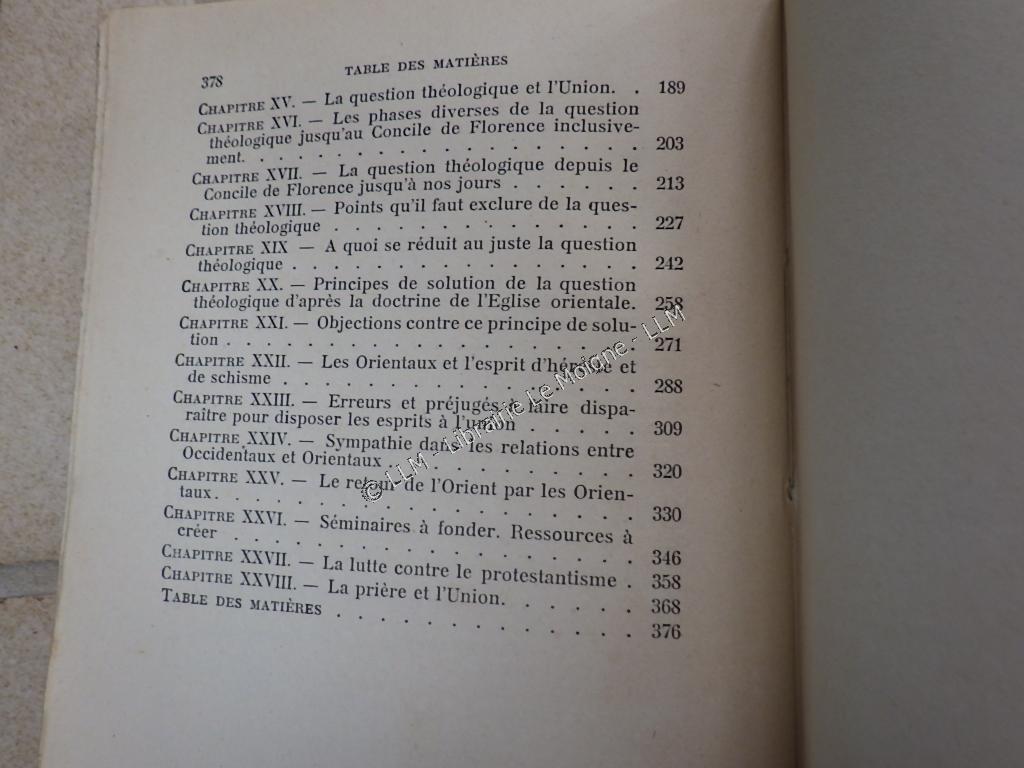 378 TABLE DES MATIÈRES
CHAPITRE XV. — La question théologique et l'Union. . 189
CHAPITRE XVI. — Les phases diverses de la question
théologique jusqu'au Concile de Florence inclusive-
ment. . . . . . . . . . . . . . . . . . 203
CHAPITRE XVII. — La question théologique depuis le
Concile de Florence jusqu'à nos jours . . . . . . 213
CHAPITRE XVIII. — Points qu'il faut exclure de la ques-
tion théologique . . . . . . . . . . . . . . 227
CHAPITRE XIX — A quoi se réduit au juste la question
théologique . . . . . . . . . . . . . . . . 242
CHAPITRE XX. — Principes de solution de la question
théologique d'après la doctrine de l'Eglise orientale. 258
CHAPITRE XXI. — Objections contre ce principe de solu-
tion . . . . . . . . . . . . . . . . . . . 271
CHAPITRE XXII. — Les Orientaux et l'esprit d'hérésie et
de schisme . . . . . . . . . . . . . . . . 288
CHAPITRE XXIII. — Erreurs et préjugés à faire dispa-
raître pour disposer les esprits à l'union . . . . . 309
CHAPITRE XXIV. — Sympathie dans les relations entre
Occidentaux et Orientaux . . . . . . . . . . . 320
CHAPITRE XXV. — Le retour de l'Orient par les Orien-
taux. . . . . . . . . . . . . . . . . . . 330
CHAPITRE XXVI. — Séminaires à fonder. Ressources à
créer . . . . . . . . . . . . . . . . . . 346
CHAPITRE XXVII. — La lutte contre le protestantisme . 358
CHAPITRE XXVIII. — La prière et l'Union. . . . . . . 368
TABLE DES MATIÈRES . . . . . . . . . . . . . 376
© LLM - Librairie Le Moigne - LLM